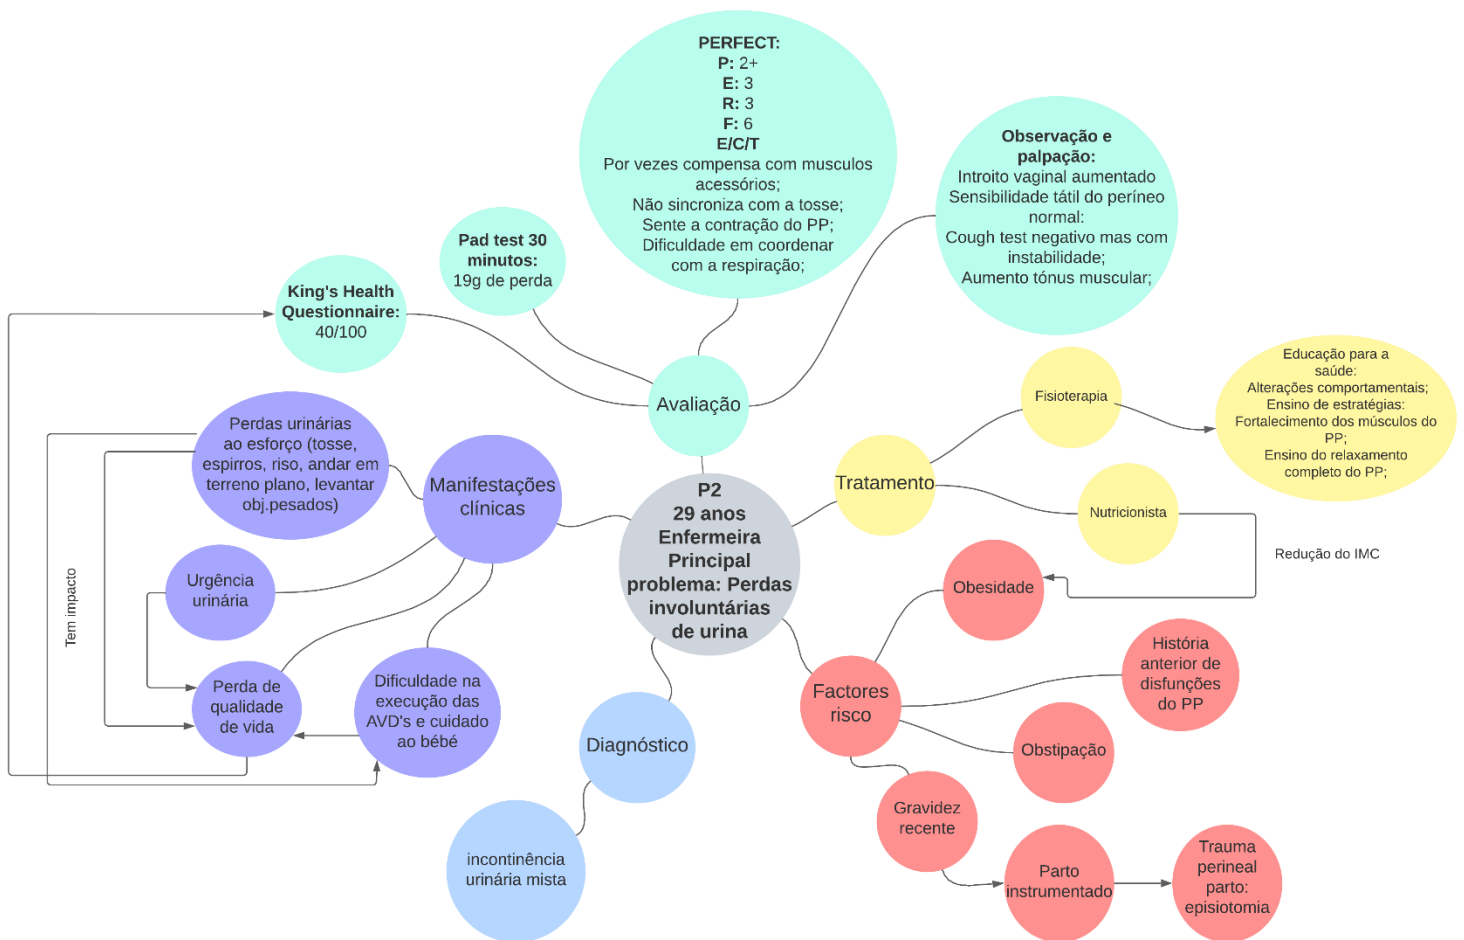 PERFECT:
P: 2+
E: 3
R: 3
F: 6
E/C/T
Por vezes compensa com musculos
acessórios;
Não sincroniza com a tosse;
Sente a contração do PP;
Dificuldade em coordenar
com a respiração;
Observação e
palpação:
Introito vaginal aumentado
Sensibilidade tátil do períneo
normal:
Cough test negativo mas com
instabilidade;
Aumento tónus muscular;
Pad test 30
minutos:
19g de perda
King's Health
Questionnaire:
40/100
Avaliação
Fisioterapia
Educação para a
saúde:
Alterações comportamentais;
Ensino de estratégias:
Fortalecimento dos músculos do
PP;
Ensino do relaxamento
completo do PP;
Tratamento
Nutricionista
Redução do IMC
Perdas urinárias
ao esforço (tosse,
espirros, riso, andar em
terreno plano, levantar
obj.pesados)
Manifestações
clínicas
P2
29 anos
Enfermeira
Principal
problema: Perdas
involuntárias
de urina
Urgência
urinária
Tem impacto
Perda de
qualidade
de vida
Dificuldade na
execução das
AVD's e cuidado
ao bébé
Obesidade
História
anterior de
disfunções
do PP
Factores
risco
Obstipação
Diagnóstico
Gravidez
recente
incontinência
urinária mista
Parto
instrumentado
Trauma
perineal
parto:
episiotomia